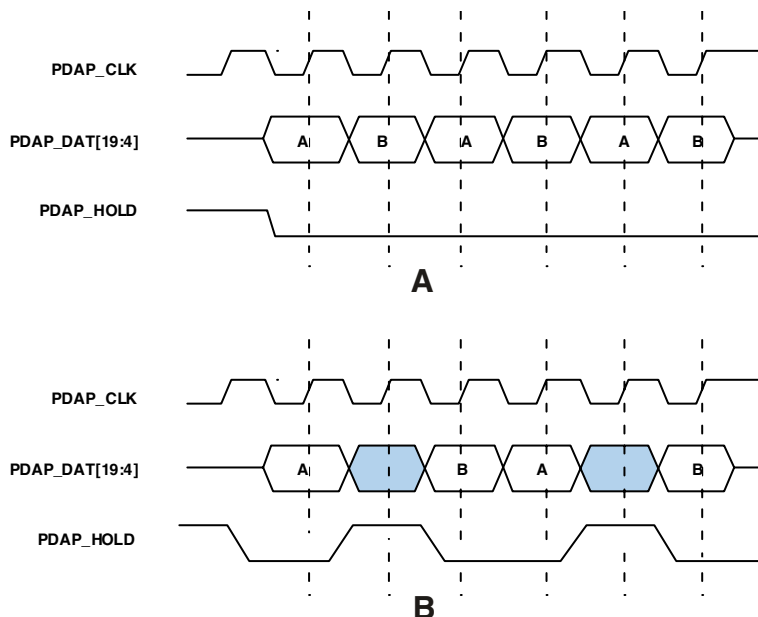 PDAP_CLK
PDAP_DAT[19:4] A B A B A B
PDAP_HOLD
A
PDAP_CLK
PDAP_DAT[19:4] A B A B
PDAP_HOLD
B